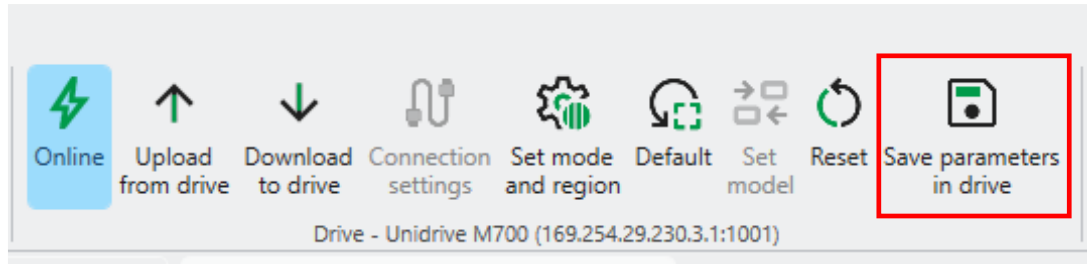 Online
Upload
from drive
Download
to drive
Connection
settings
Set mode
and region
Default
Set
model
Reset
Save parameters
in drive
Drive - Unidrive M700 (169.254.29.230.3.1:1001)